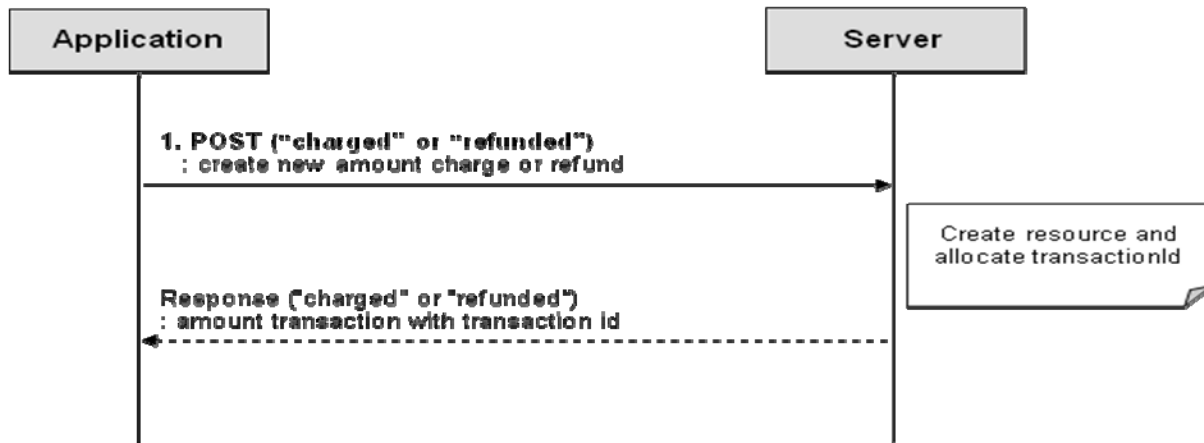 Application
Server
1. POST (“charged” or “refunded”)
: create new amount charge or refund
Create resource and
allocate transactionId
Response ("charged" or "refunded")
: amount transaction with transaction id